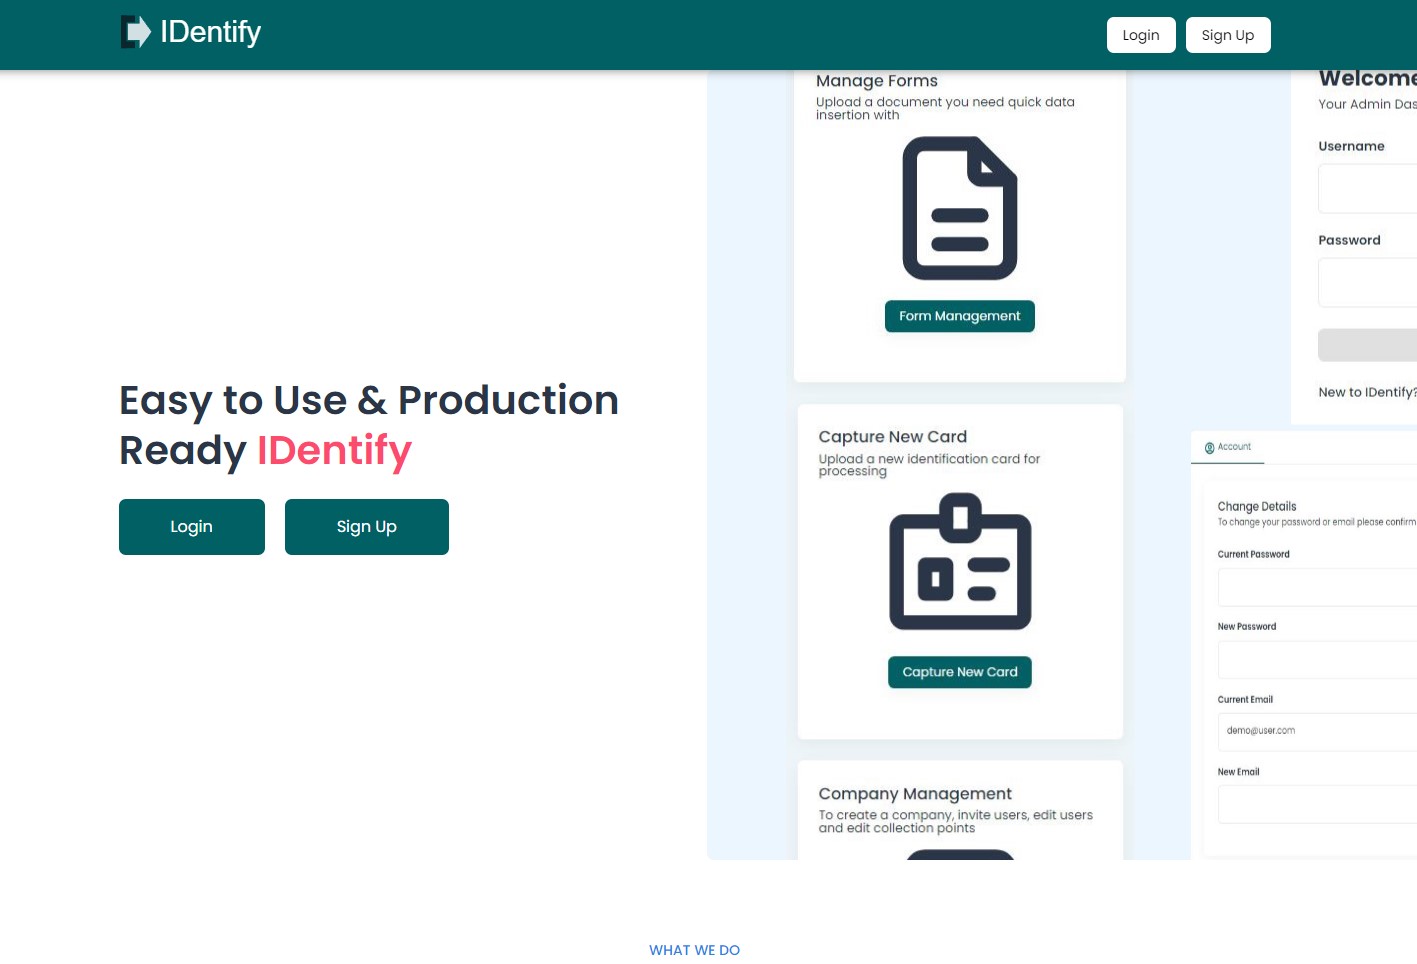 IDentify
Login
Sign Up
Easy to Use & Production
Ready IDentify
Login
Sign Up
Manage Forms
Upload a document you need quick data
insertion with
Form Management
Capture New Card
Upload a new identification card for
processing
Capture New Card
Company Management
To create a company, invite users, edit users
and edit collection points
Welcome
Your Admin Das
Username
Password
New to IDentify?
Account
Change Details
To change your password or email please confirm
Current Password
New Password
Current Email
demo@user.com
New Email
WHAT WE DO